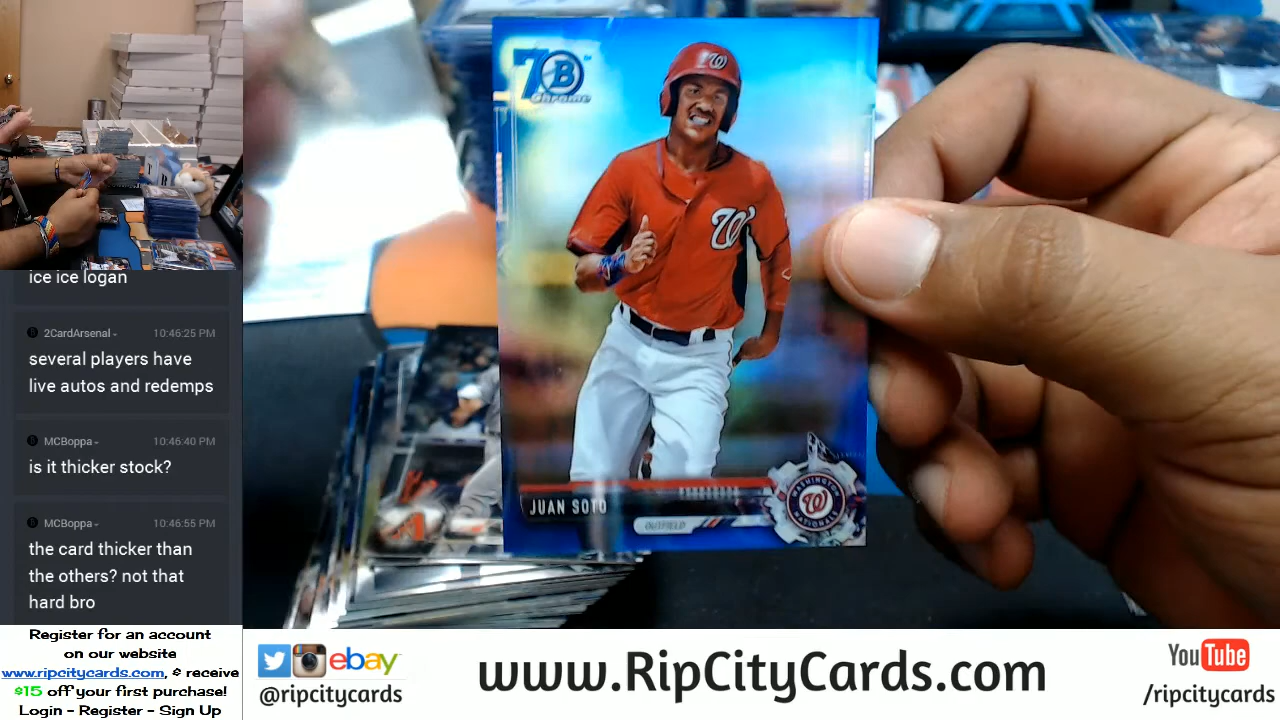 ice ice logan
2CardArsenal
10:46:25 PM
several players have
live autos and redemps
MCBoppa
10:46:40 PM
is it thicker stock?
MCBoppa
10:46:55 PM
the card thicker than
the others? not that
hard bro
Register for an account
on our website
www.ripcitycards.com, & receive
$15 off your first purchase!
Login - Register - Sign Up
70 B
Chrome
W
W
JUAN SOTO
OUTFIELD
WASHINGTON
W
NATIONALS
ebay
@ripcitycards
www.RipCityCards.com
YouTube
/ripcitycards